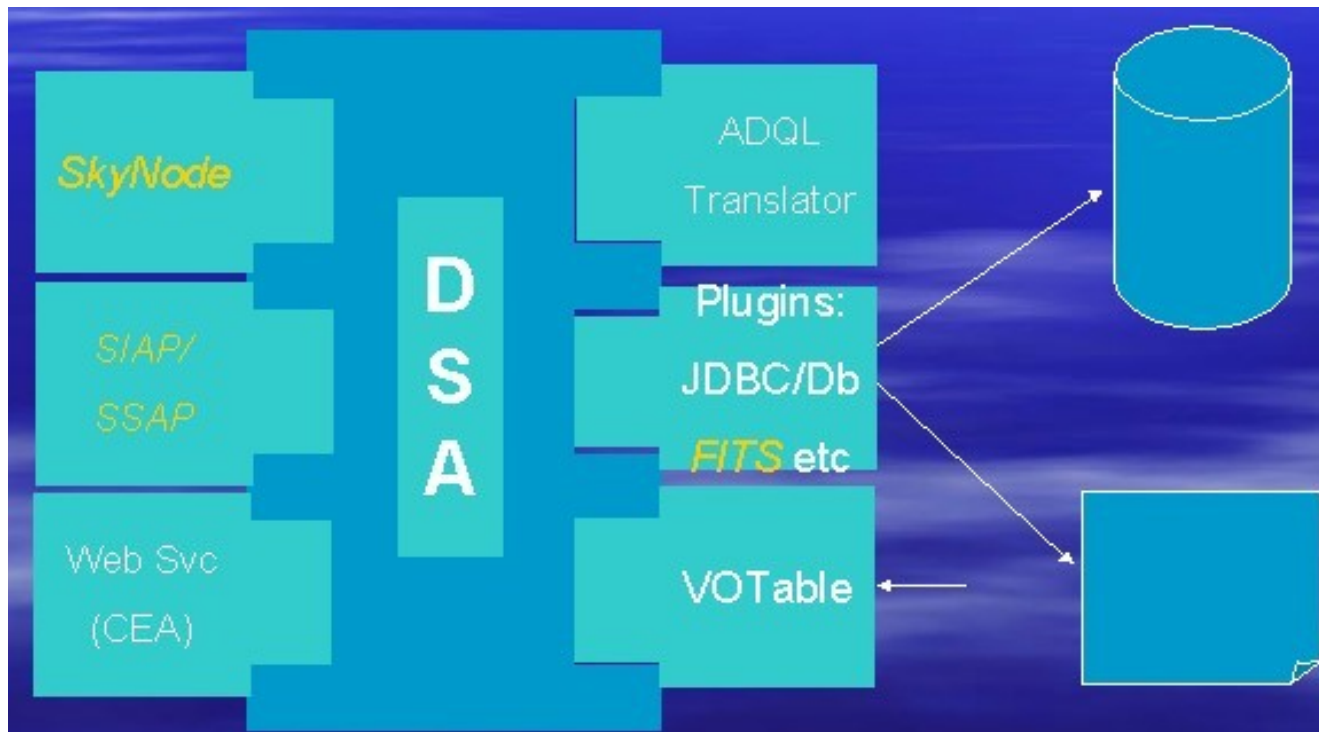 SkyNode
SIAP/
SSAP
Web Svc
(CEA)
D
S
A
ADQL
Translator
Plugins:
JDBC/Db
FITS etc
VOTable